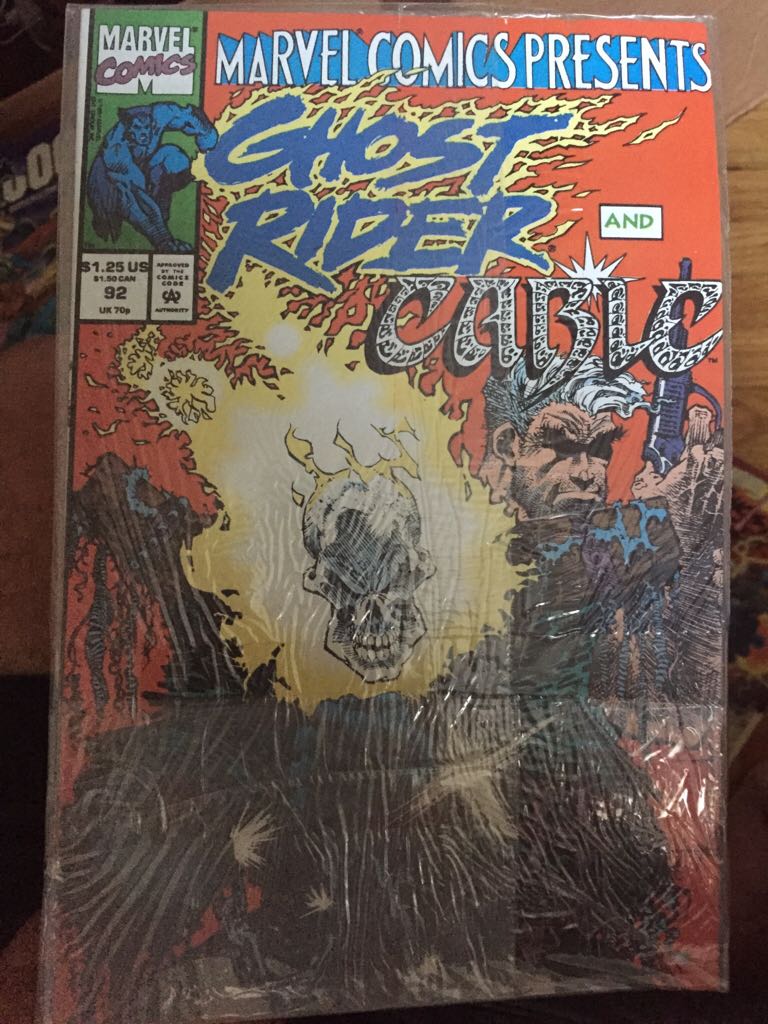 MARVEL
COMICS
MARVEL COMICS PRESENTS
GHOST
RIDER
AND
CABLE
$1.25 US
$1.50 CAN
92
UK 70p
APPROVED
BY THE
COMICS
CODE
AUTHORITY